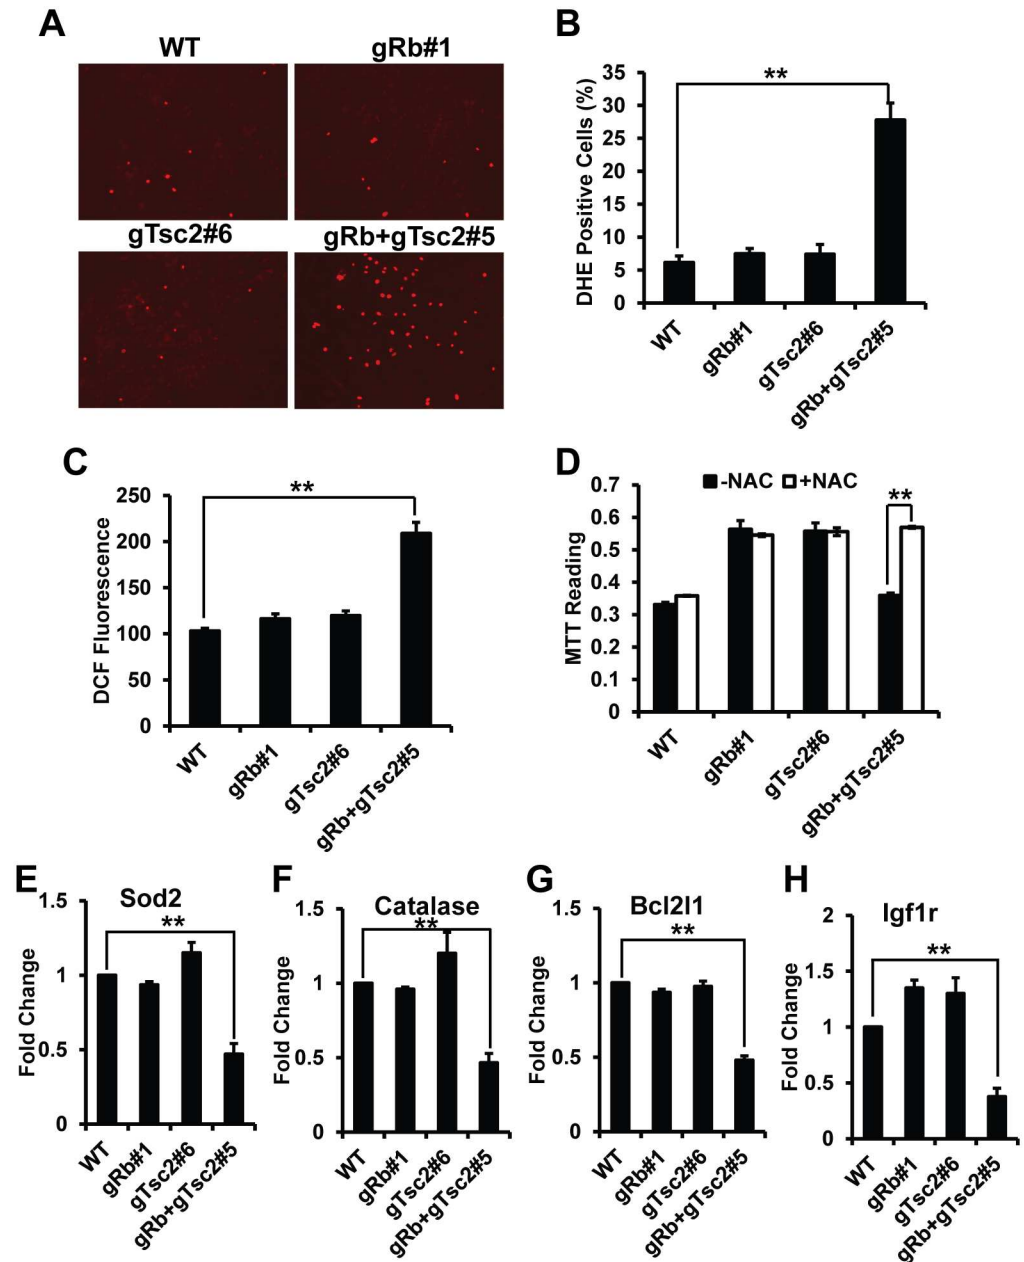 A
WT
gRb#1
gTsc2#6
gRb+gTsc2#5
B
DHE Positive Cells (%)
35
30
25
20
15
10
5
0
**
WT
gRb#1
gTsc2#6
gRb+gTsc2#5
C
DCF Fluorescence
250
200
150
100
50
0
**
WT
gRb#1
gTsc2#6
gRb+gTsc2#5
D
MTT Reading
0.7
0.6
0.5
0.4
0.3
0.2
0.1
0
-NAC +NAC
**
WT
gRb#1
gTsc2#6
gRb+gTsc2#5
E
Sod2
Fold Change
1.5
1
0.5
0
**
WT
gRb#1
gTsc2#6
gRb+gTsc2#5
F
Catalase
Fold Change
1.5
1
0.5
0
**
WT
gRb#1
gTsc2#6
gRb+gTsc2#5
G
Bcl2l1
Fold Change
1.5
1
0.5
0
**
WT
gRb#1
gTsc2#6
gRb+gTsc2#5
H
Igf1r
Fold Change
2
1.5
1
0.5
0
**
WT
gRb#1
gTsc2#6
gRb+gTsc2#5